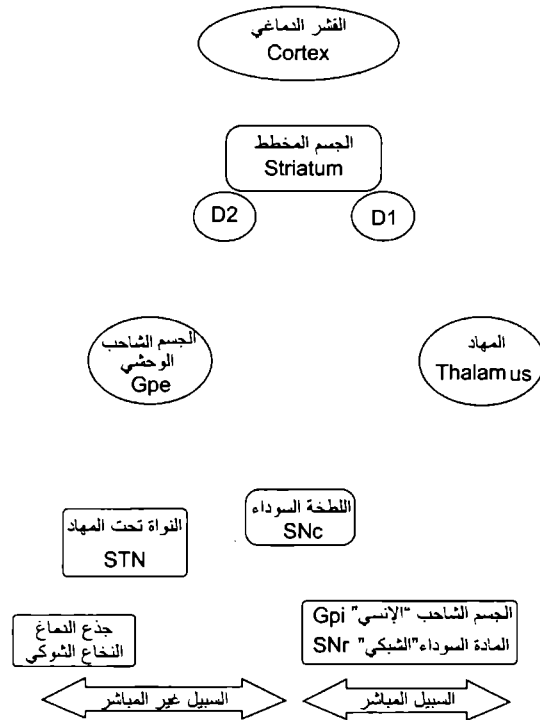 القشر الدماغي
Cortex
الجسم المخطط
Striatum
D2
D1
الجسم الشاحب
الوحشي
Gpe
المهاد
Thalamus
اللطخة السوداء
SNc
النواة تحت المهاد
STN
الجسم الشاحب "الإنسي" Gpi
المادة السوداء"الشبكي" SNr
جذع الدماغ
النخاع الشوكي
السبيل المباشر
السبيل غير المباشر